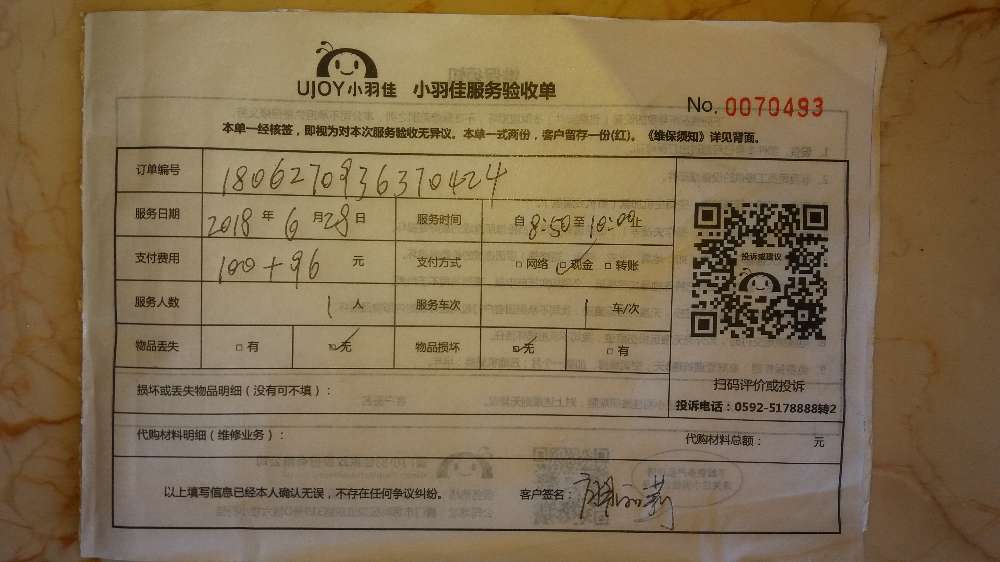 UJOY小羽佳 小羽佳服务验收单
No. 0070493
本单一经核签，即视为对本次服务验收无异议。本单一式两份，客户留存一份(红)。《维保须知》详见背面。
订单编号 1806270936370424
服务日期 2018 年 6 月 28 日 服务时间 自 8:50 至 10:00 止
支付费用 100+96 元 支付方式 □ 网络 ☑ 现金 □ 转账
投诉或建议
服务人数 1 人 服务车次 1 车/次
物品丢失 □ 有 ☑ 无 物品损坏 ☑ 无 □ 有
扫码评价或投诉
损坏或丢失物品明细（没有可不填）：
投诉电话：0592-5178888转2
代购材料明细（维修业务）： 代购材料总额： 元
以上填写信息已经本人确认无误，不存在任何争议纠纷。 客户签名：